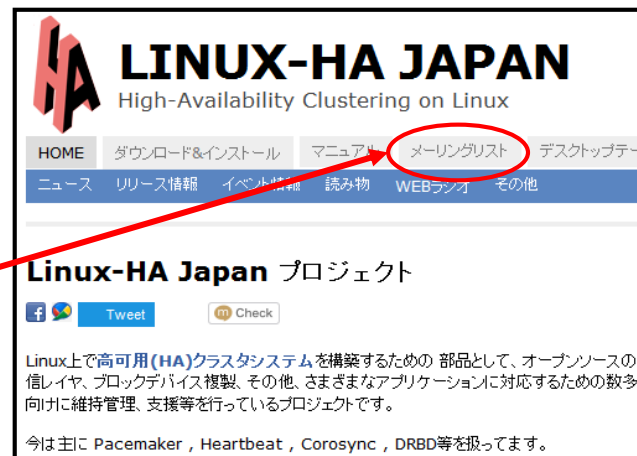 HA
LINUX-HA JAPAN
High-Availability Clustering on Linux
HOME ダウンロード&インストール マニュアル メーリングリスト デスクトップテー
ニュース リリース情報 イベント情報 読み物 WEBラジオ その他
Linux-HA Japan プロジェクト
f Tweet m Check
Linux上で高可用(HA)クラスタシステムを構築するための 部品として、オープンソースの
信レイヤ、ブロックデバイス複製、その他、さまざまなアプリケーションに対応するための数多
向けに維持管理、支援等を行っているプロジェクトです。
今は主に Pacemaker , Heartbeat , Corosync , DRBD等を扱ってます。